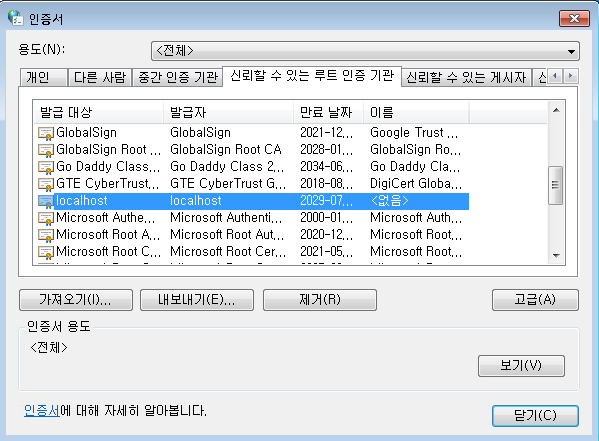 인증서
용도(N): <전체>
개인 다른 사람 중간 인증 기관 신뢰할 수 있는 루트 인증 기관 신뢰할 수 있는 게시자
발급 대상 발급자 만료 날짜 이름
GlobalSign GlobalSign 2021-12,,, Google Trust ,,,
GlobalSign Root ,,, GlobalSign Root CA 2028-01,,, GlobalSign Ro,,,
Go Daddy Class,,, Go Daddy Class 2,,, 2034-06,,, Go Daddy Cla,,,
GTE CyberTrust,,, GTE CyberTrust G,,, 2018-08,,, DigiCert Globa,,,
localhost localhost 2029-07,,, <없음>
Microsoft Authe,,, Microsoft Authenti,,, 2000-01,,, Microsoft Auth,,,
Microsoft Root A,,, Microsoft Root Aut,,, 2020-12,,, Microsoft Root,,,
Microsoft Root C,,, Microsoft Root Cer,,, 2021-05,,, Microsoft Root,,,
가져오기(I)... 내보내기(E)... 제거(R) 고급(A)
인증서 용도
<전체>
보기(V)
인증서에 대해 자세히 알아봅니다.
닫기(C)